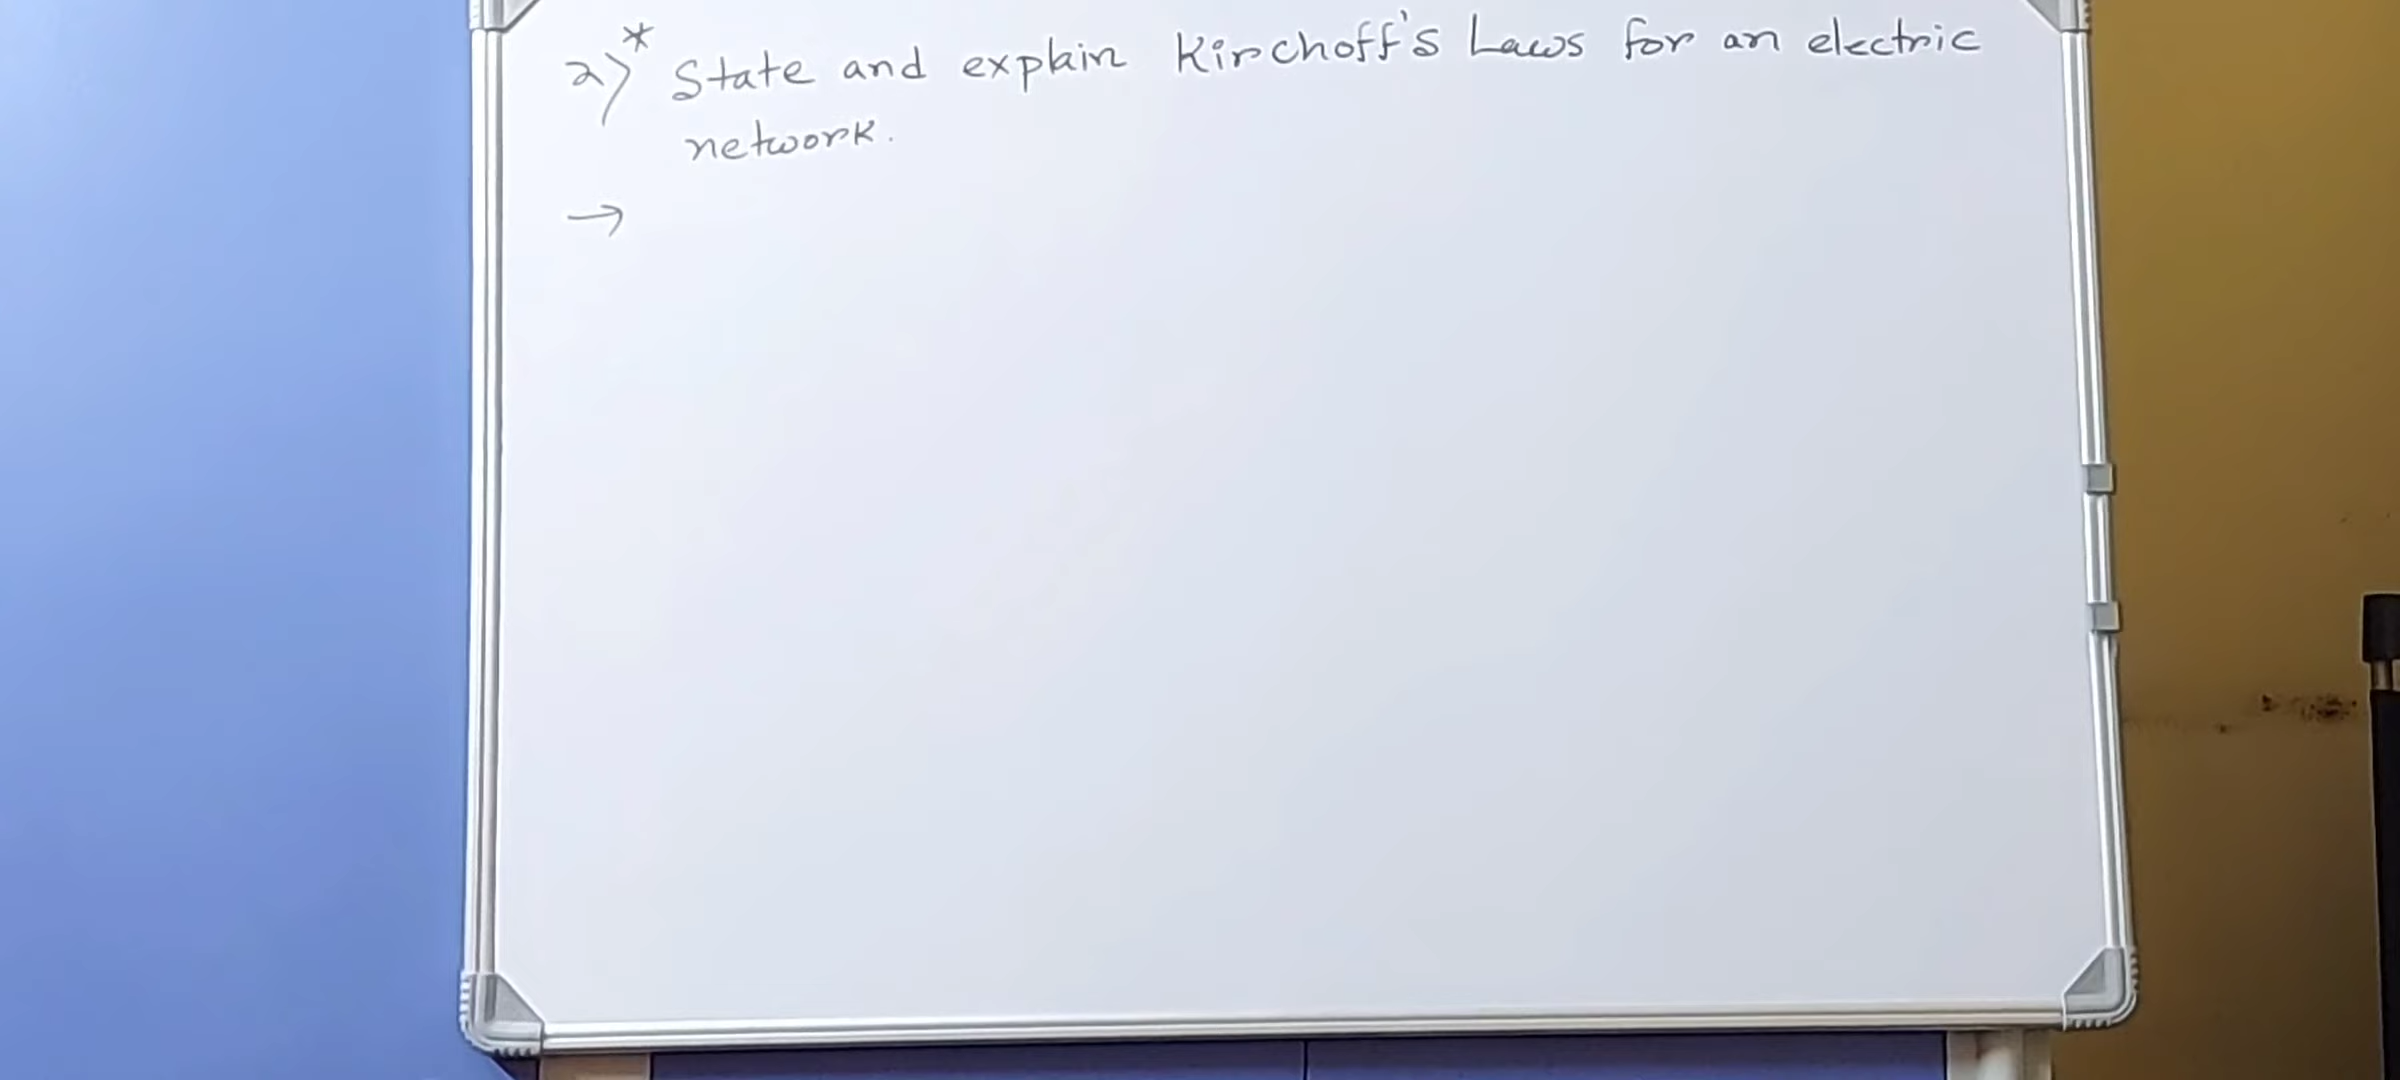 2)* State and explain Kirchoff's Laws for an electric
network.
→